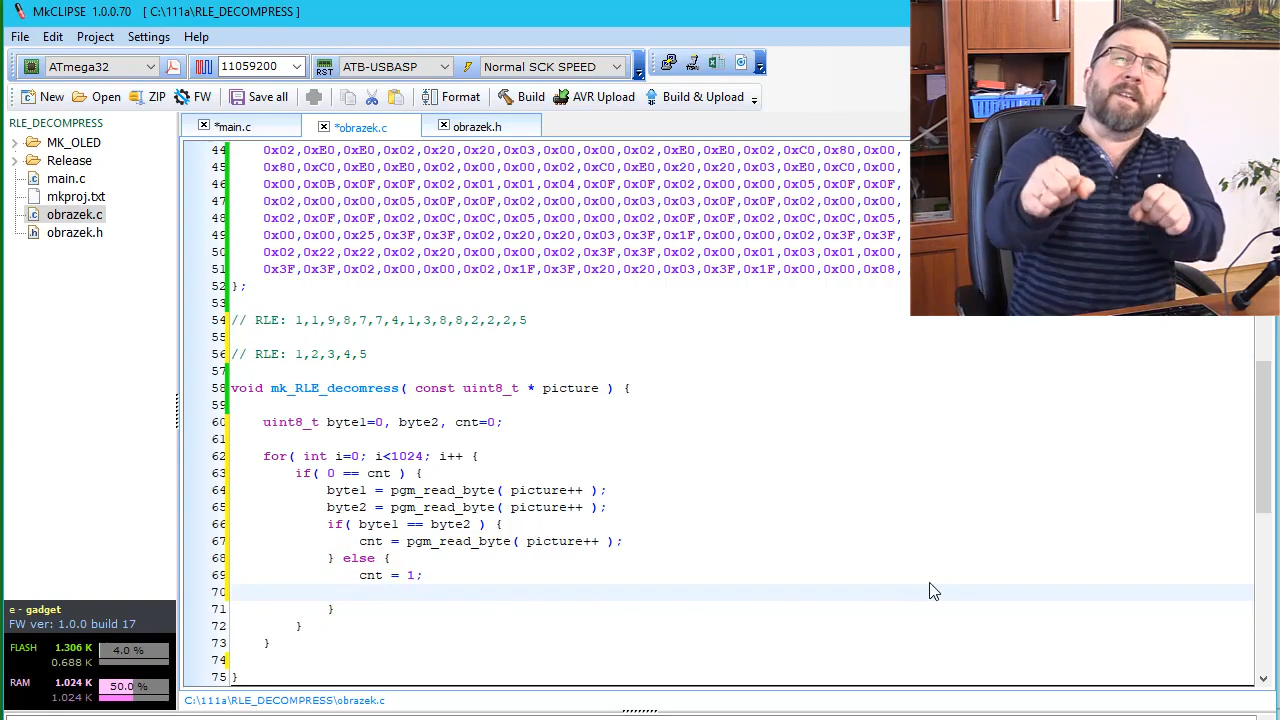 MkCLIPSE 1.0.0.70 [ C:\111a\RLE_DECOMPRESS ]
File Edit Project Settings Help
ATmega32 11059200 RST ATB-USBASP Normal SCK SPEED
New Open ZIP FW Save all Format Build AVR Upload Build & Upload
RLE_DECOMPRESS
MK_OLED
Release
main.c
mkproj.txt
obrazek.c
obrazek.h
*main.c *obrazek.c obrazek.h
44 0x02,0xE0,0xE0,0x02,0x20,0x20,0x03,0x00,0x00,0x02,0xE0,0xE0,0x02,0xC0,0x80,0x00,
45 0x80,0x00,0xC0,0xE0,0xE0,0x02,0x00,0x00,0x02,0xC0,0xE0,0x20,0x20,0x03,0x00,0x00,
46 0x00,0x0B,0x0F,0x0F,0x02,0x01,0x01,0x04,0x0F,0x0F,0x02,0x00,0x00,0x05,0x0F,0x0F,
47 0x02,0x00,0x00,0x05,0x0F,0x0F,0x02,0x00,0x00,0x02,0x03,0x0F,0x0F,0x02,0x03,0x00,
48 0x02,0x0F,0x0F,0x02,0x0C,0x0C,0x05,0x00,0x00,0x02,0x0F,0x0F,0x02,0x0C,0x0C,0x05,
49 0x00,0x00,0x25,0x3F,0x3F,0x02,0x20,0x20,0x03,0x3F,0x1F,0x00,0x00,0x02,0x3F,0x3F,
50 0x02,0x22,0x22,0x02,0x20,0x00,0x00,0x02,0x3F,0x3F,0x02,0x00,0x01,0x03,0x01,0x00,
51 0x3F,0x3F,0x02,0x00,0x00,0x02,0x1F,0x3F,0x20,0x20,0x03,0x3F,0x1F,0x00,0x00,0x08,
52 };
53
54 // RLE: 1,1,9,8,7,7,4,1,3,8,8,2,2,2,5
55
56 // RLE: 1,2,3,4,5
57
58 void mk_RLE_decomress( const uint8_t * picture ) {
59
60 uint8_t byte1=0, byte2, cnt=0;
61
62 for( int i=0; i<1024; i++ {
63 if( 0 == cnt ) {
64 byte1 = pgm_read_byte( picture++ );
65 byte2 = pgm_read_byte( picture++ );
66 if( byte1 == byte2 ) {
67 cnt = pgm_read_byte( picture++ );
68 } else {
69 cnt = 1;
70
71 }
72 }
73 }
74
75 }
e - gadget
FW ver: 1.0.0 build 17
FLASH 1.306 K 4.0 %
0.688 K
RAM 1.024 K 50.0 %
1.024 K
C:\111a\RLE_DECOMPRESS\obrazek.c